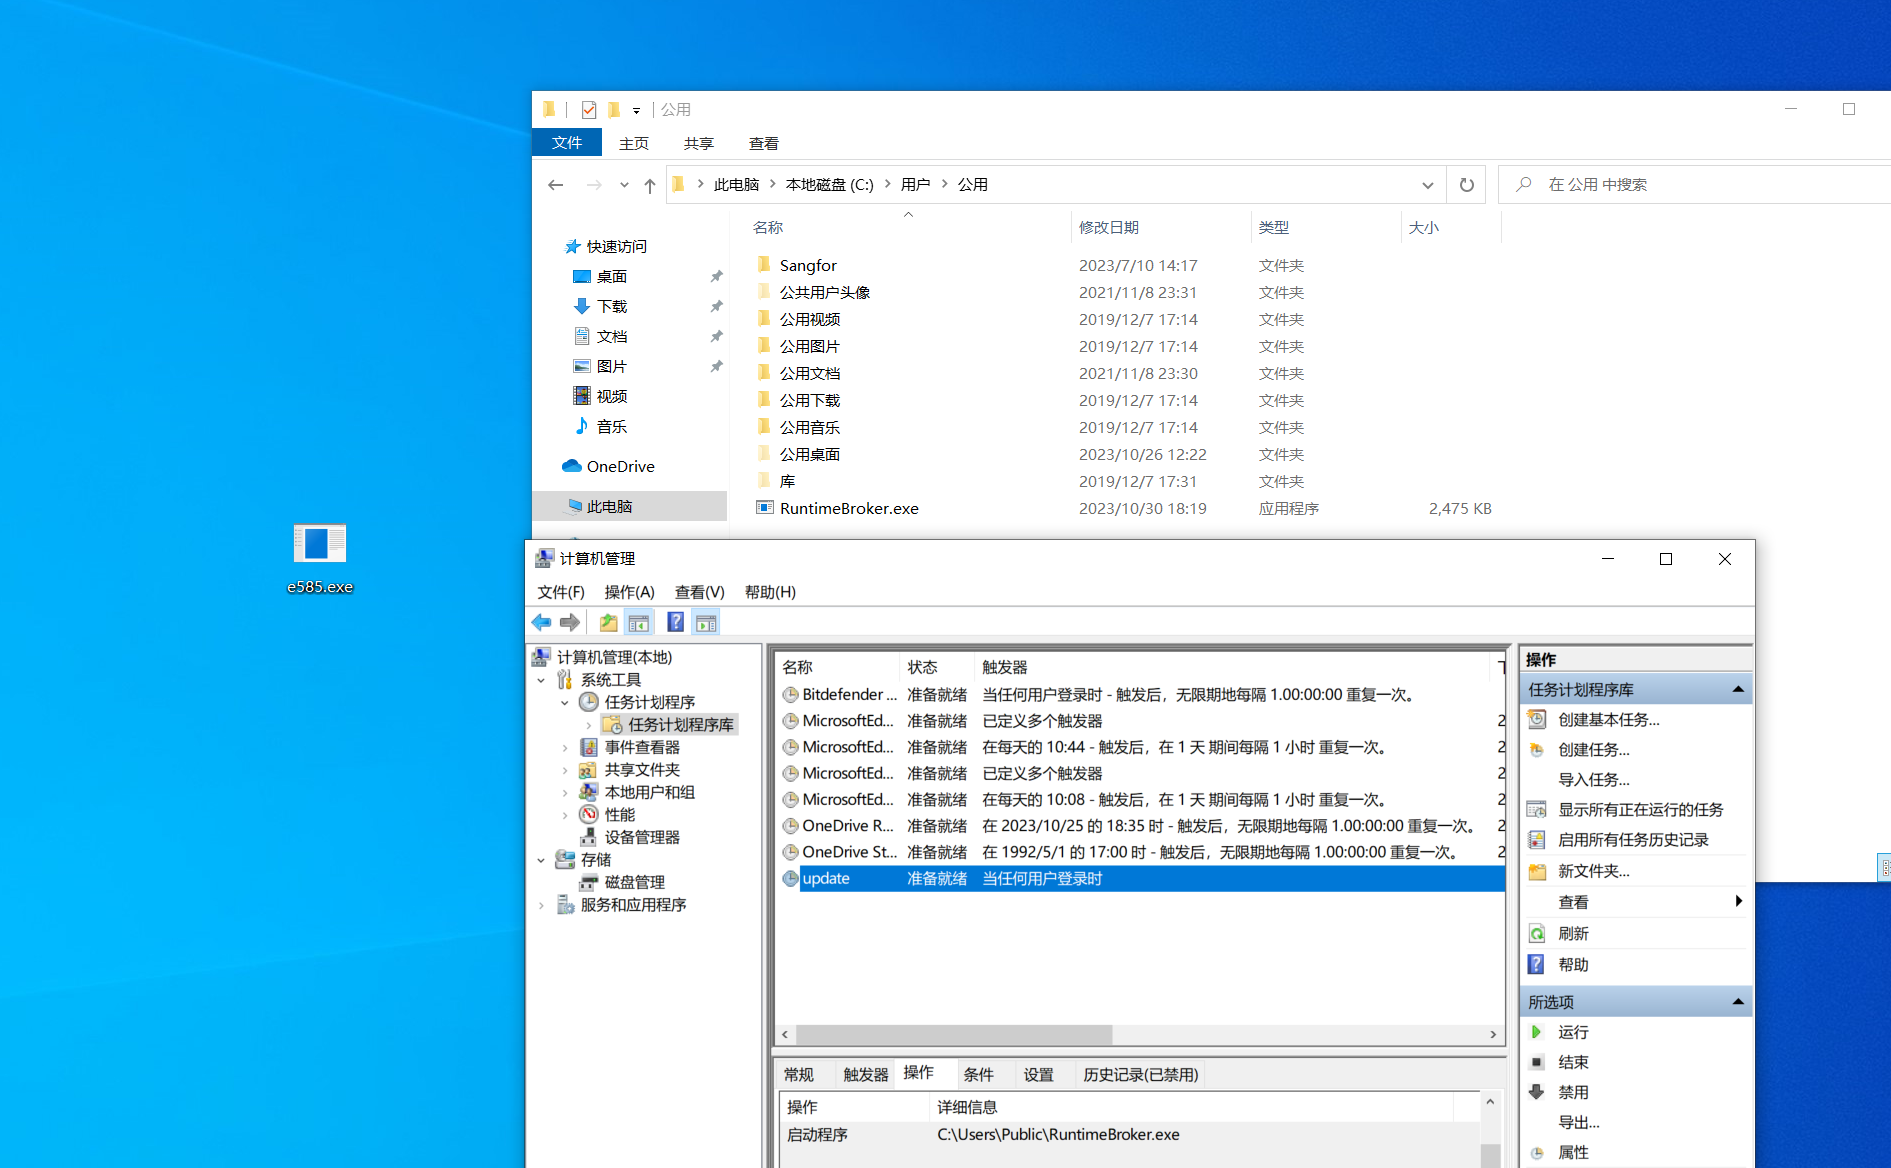 公用
文件 主页 共享 查看
此电脑 本地磁盘 (C:) 用户 公用
在 公用 中搜索
名称 修改日期 类型 大小
快速访问
桌面
下载
文档
图片
视频
音乐
OneDrive
此电脑
Sangfor 2023/7/10 14:17 文件夹
公共用户头像 2021/11/8 23:31 文件夹
公用视频 2019/12/7 17:14 文件夹
公用图片 2019/12/7 17:14 文件夹
公用文档 2021/11/8 23:30 文件夹
公用下载 2019/12/7 17:14 文件夹
公用音乐 2019/12/7 17:14 文件夹
公用桌面 2023/10/26 12:22 文件夹
库 2019/12/7 17:31 文件夹
RuntimeBroker.exe 2023/10/30 18:19 应用程序 2,475 KB
e585.exe
计算机管理
文件(F) 操作(A) 查看(V) 帮助(H)
计算机管理(本地)
系统工具
任务计划程序
任务计划程序库
事件查看器
共享文件夹
本地用户和组
性能
设备管理器
存储
磁盘管理
服务和应用程序
名称 状态 触发器
Bitdefender ... 准备就绪 当任何用户登录时 - 触发后，无限期地每隔 1.00:00:00 重复一次。
MicrosoftEd... 准备就绪 已定义多个触发器 2
MicrosoftEd... 准备就绪 在每天的 10:44 - 触发后，在 1 天 期间每隔 1 小时 重复一次。 2
MicrosoftEd... 准备就绪 已定义多个触发器 2
MicrosoftEd... 准备就绪 在每天的 10:08 - 触发后，在 1 天 期间每隔 1 小时 重复一次。 2
OneDrive R... 准备就绪 在 2023/10/25 的 18:35 时 - 触发后，无限期地每隔 1.00:00:00 重复一次。 2
OneDrive St... 准备就绪 在 1992/5/1 的 17:00 时 - 触发后，无限期地每隔 1.00:00:00 重复一次。 2
update 准备就绪 当任何用户登录时
常规 触发器 操作 条件 设置 历史记录(已禁用)
操作 详细信息
启动程序 C:\Users\Public\RuntimeBroker.exe
操作
任务计划程序库
创建基本任务...
创建任务...
导入任务...
显示所有正在运行的任务
启用所有任务历史记录
新文件夹...
查看
刷新
帮助
所选项
运行
结束
禁用
导出...
属性